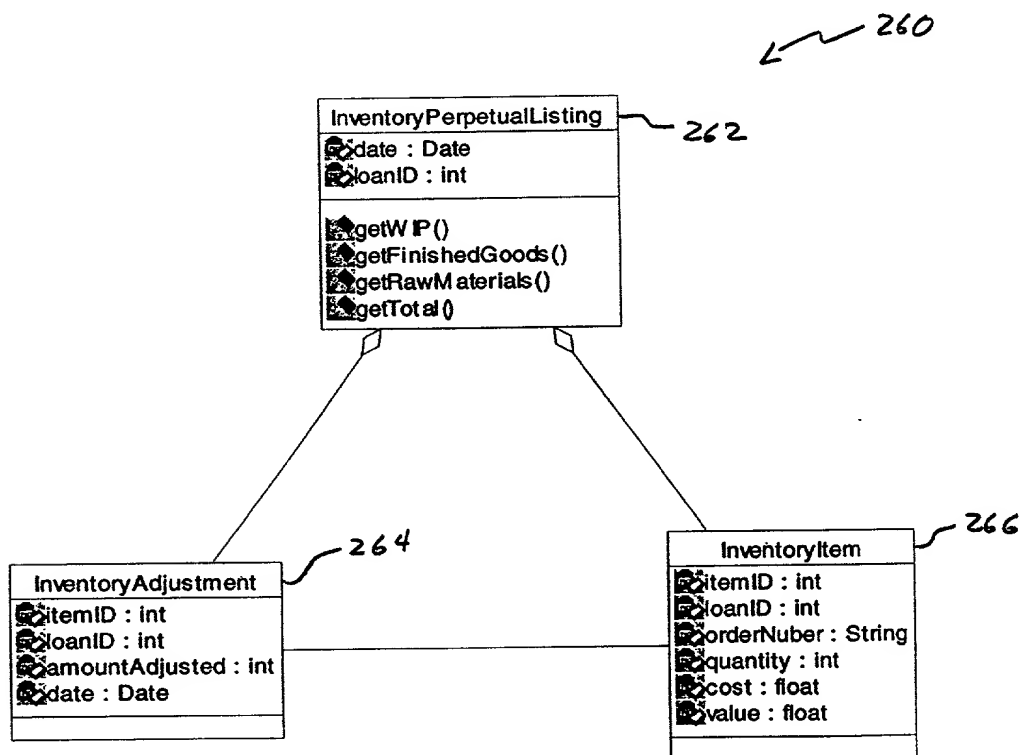 260
InventoryPerpetualListing
262
date : Date
loanID : int
getWIP()
getFinishedGoods()
getRawMaterials()
getTotal()
264
InventoryAdjustment
itemID : int
loanID : int
amountAdjusted : int
date : Date
266
InventoryItem
itemID : int
loanID : int
orderNuber : String
quantity : int
cost : float
value : float